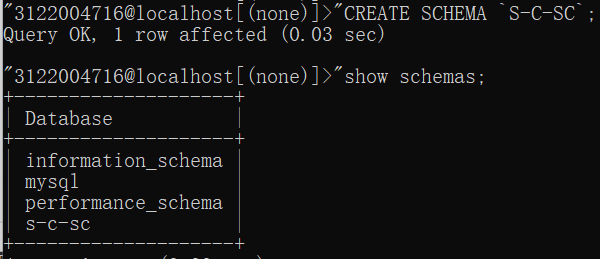 "3122004716@localhost[(none)]>"CREATE SCHEMA `S-C-SC`;
Query OK, 1 row affected (0.03 sec)
"3122004716@localhost[(none)]>"show schemas;
+--------------------+
| Database           |
+--------------------+
| information_schema |
| mysql              |
| performance_schema |
| s-c-sc             |
+--------------------+